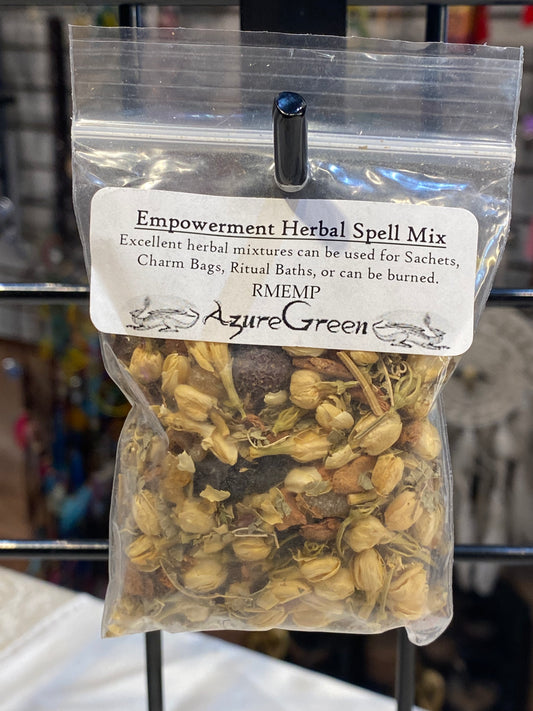 Empowerment Herbal Spell Mix
Excellent herbal mixtures can be used for Sachets,
Charm Bags, Ritual Baths, or can be burned.
RMEMP
AzureGreen